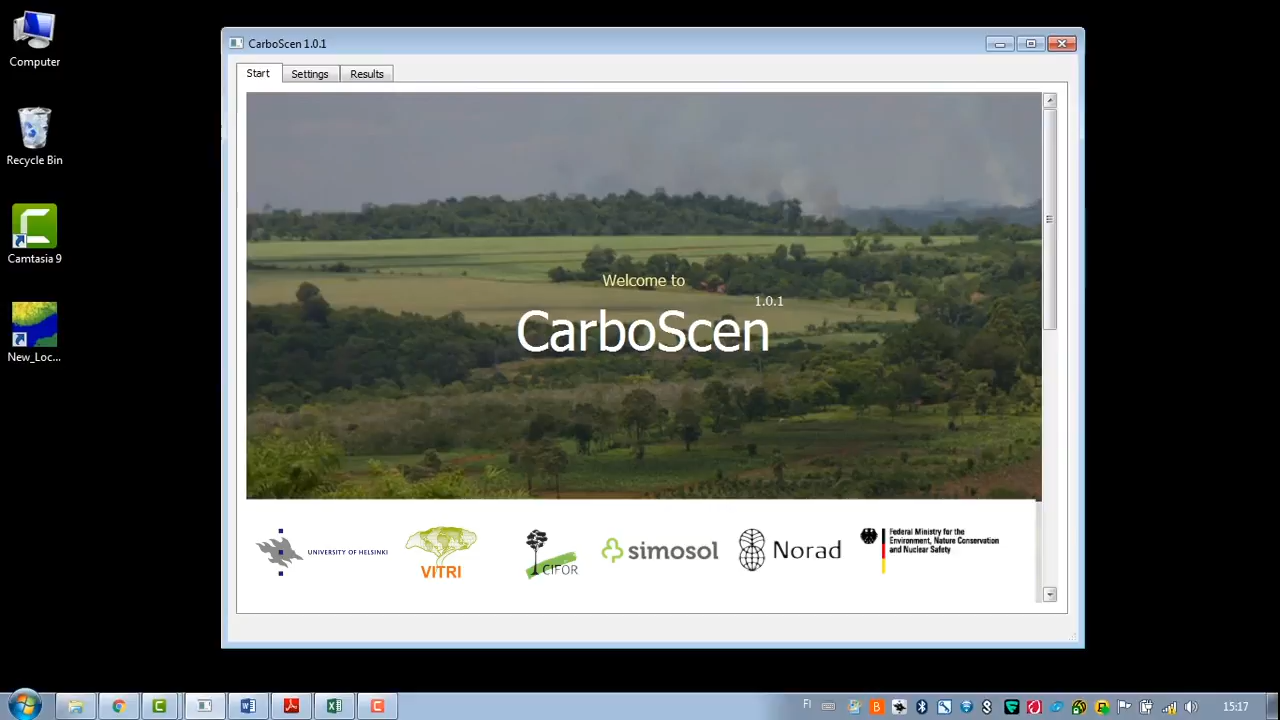 CarboScen 1.0.1
Computer
Start
Settings
Results
Recycle Bin
Camtasia 9
New_Loc...
Welcome to
1.0.1
CarboScen
UNIVERSITY OF HELSINKI
VITRI
CIFOR
simosol
Norad
Federal Ministry for the
Environment, Nature Conservation
and Nuclear Safety
FI
15:17